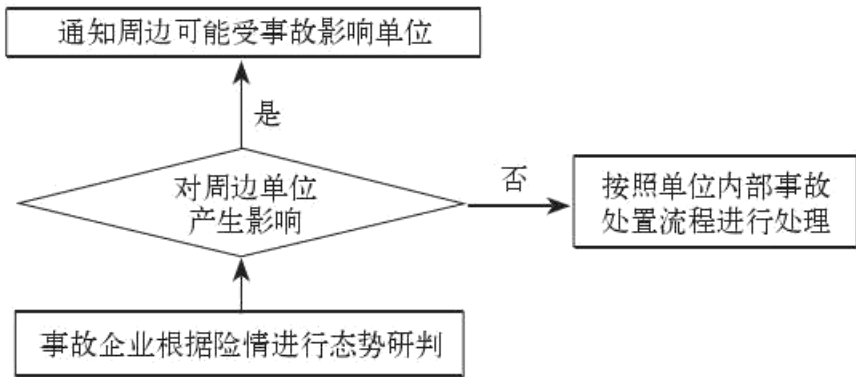 通知周边可能受事故影响单位
是
对周边单位
产生影响
否
按照单位内部事故
处置流程进行处理
事故企业根据险情进行态势研判